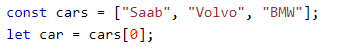 const cars = ["Saab", "Volvo", "BMW"];
let car = cars[0];